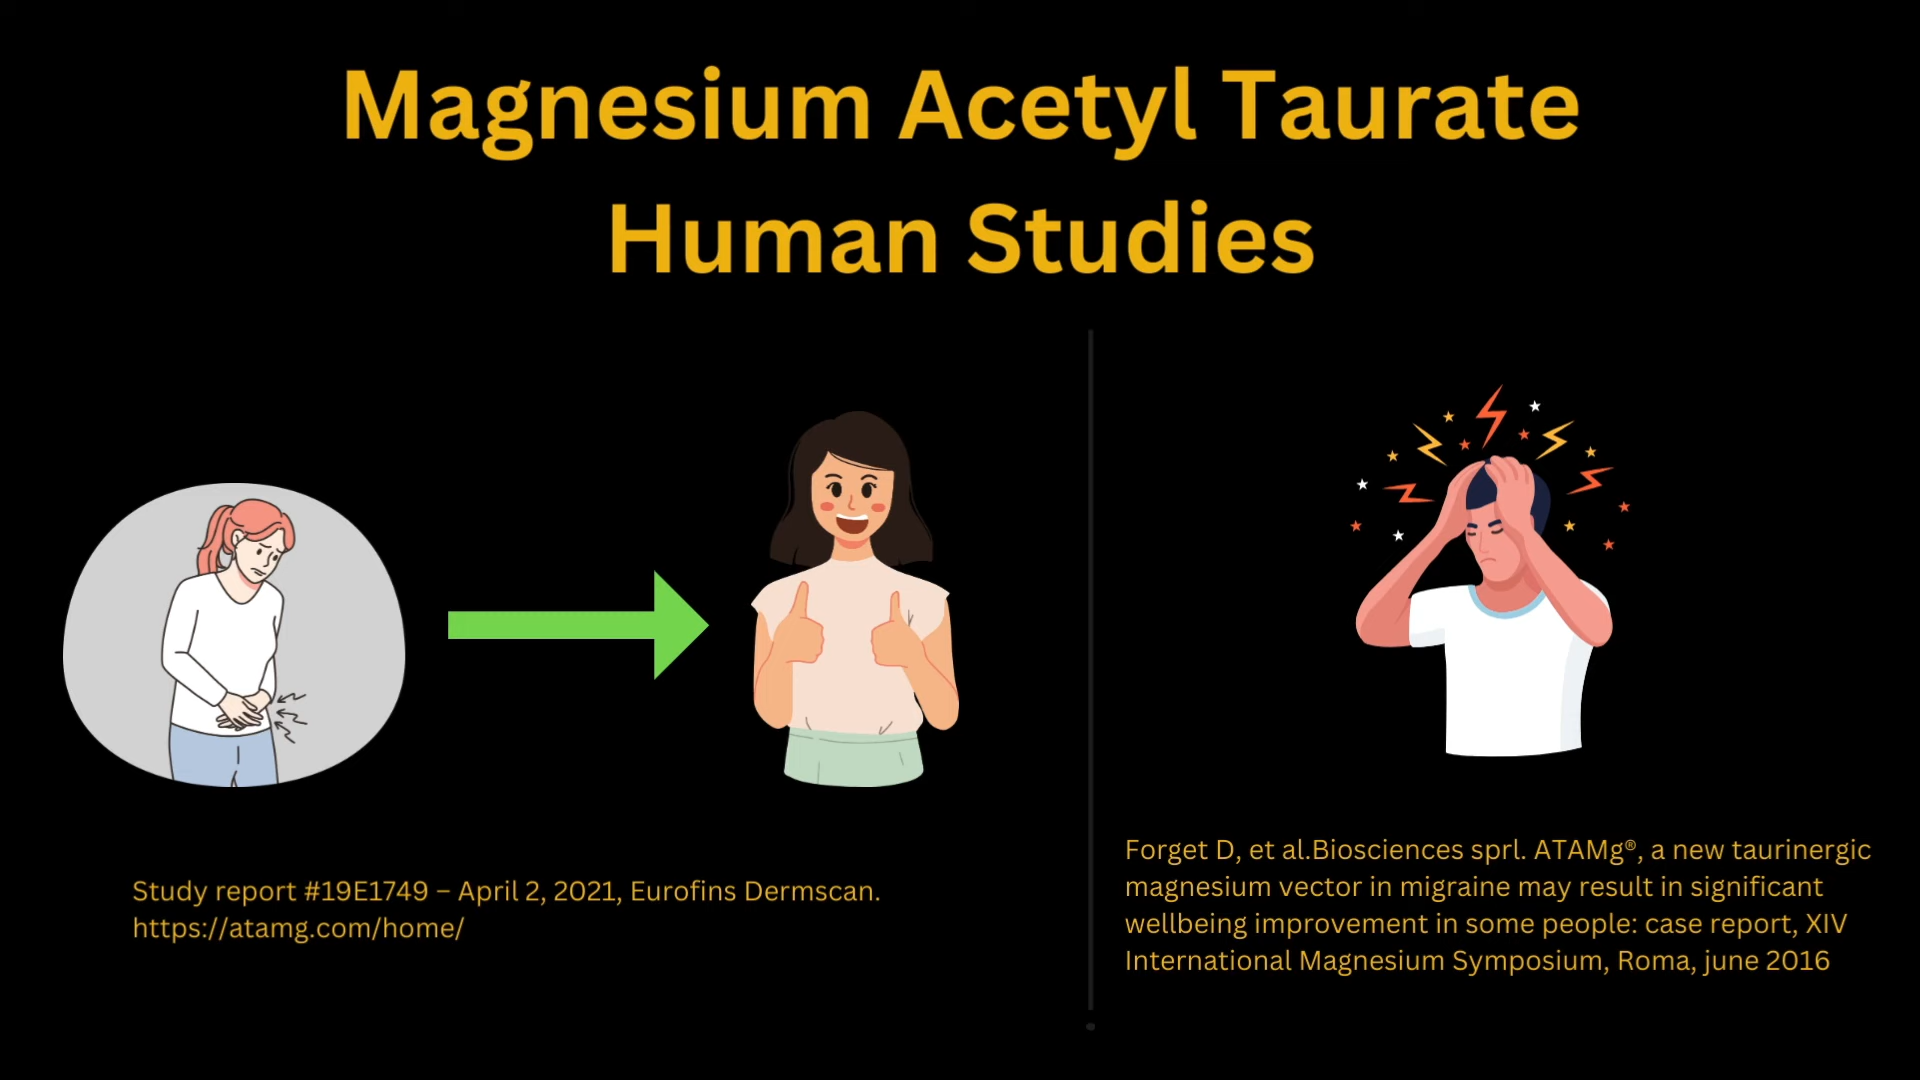 Magnesium Acetyl Taurate
Human Studies
Study report #19E1749 – April 2, 2021, Eurofins Dermscan.
https://atamg.com/home/
Forget D, et al.Biosciences sprl. ATAMg®, a new taurinergic
magnesium vector in migraine may result in significant
wellbeing improvement in some people: case report, XIV
International Magnesium Symposium, Roma, june 2016